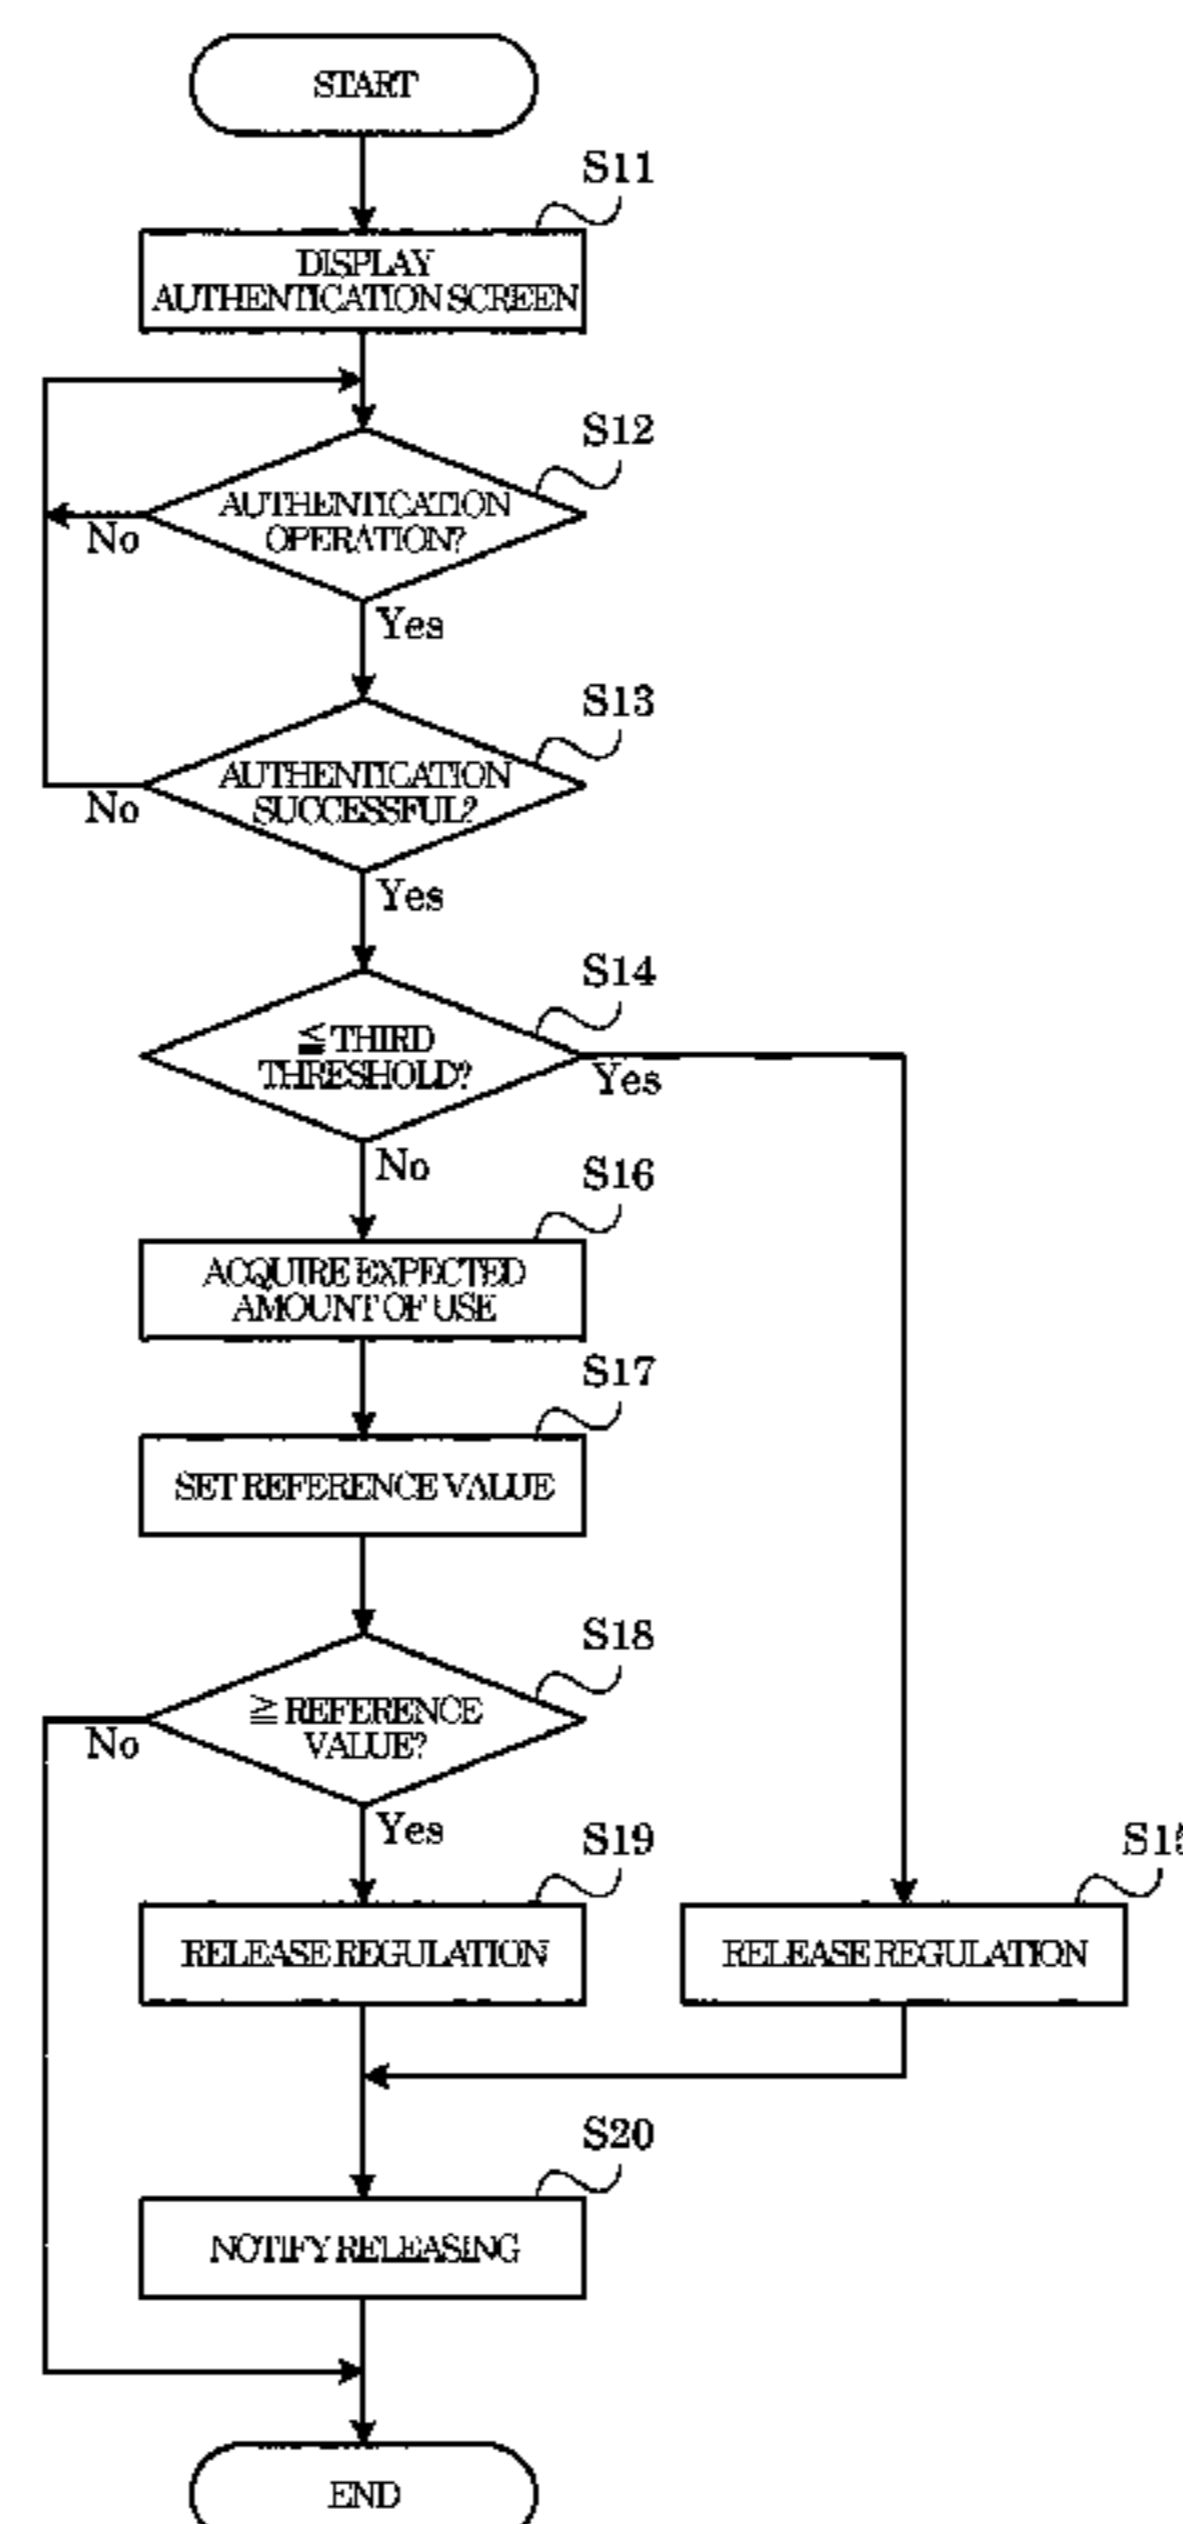 START
S11
DISPLAY
AUTHENTICATION SCREEN
S12
AUTHENTICATION
OPERATION?
No
Yes
S13
AUTHENTICATION
SUCCESSFUL?
No
Yes
S14
≦ THIRD
THRESHOLD?
Yes
No
S16
ACQUIRE EXPECTED
AMOUNT OF USE
S17
SET REFERENCE VALUE
S18
≧ REFERENCE
VALUE?
No
Yes
S19
RELEASE REGULATION
RELEASE REGULATION
S20
NOTIFY RELEASING
END